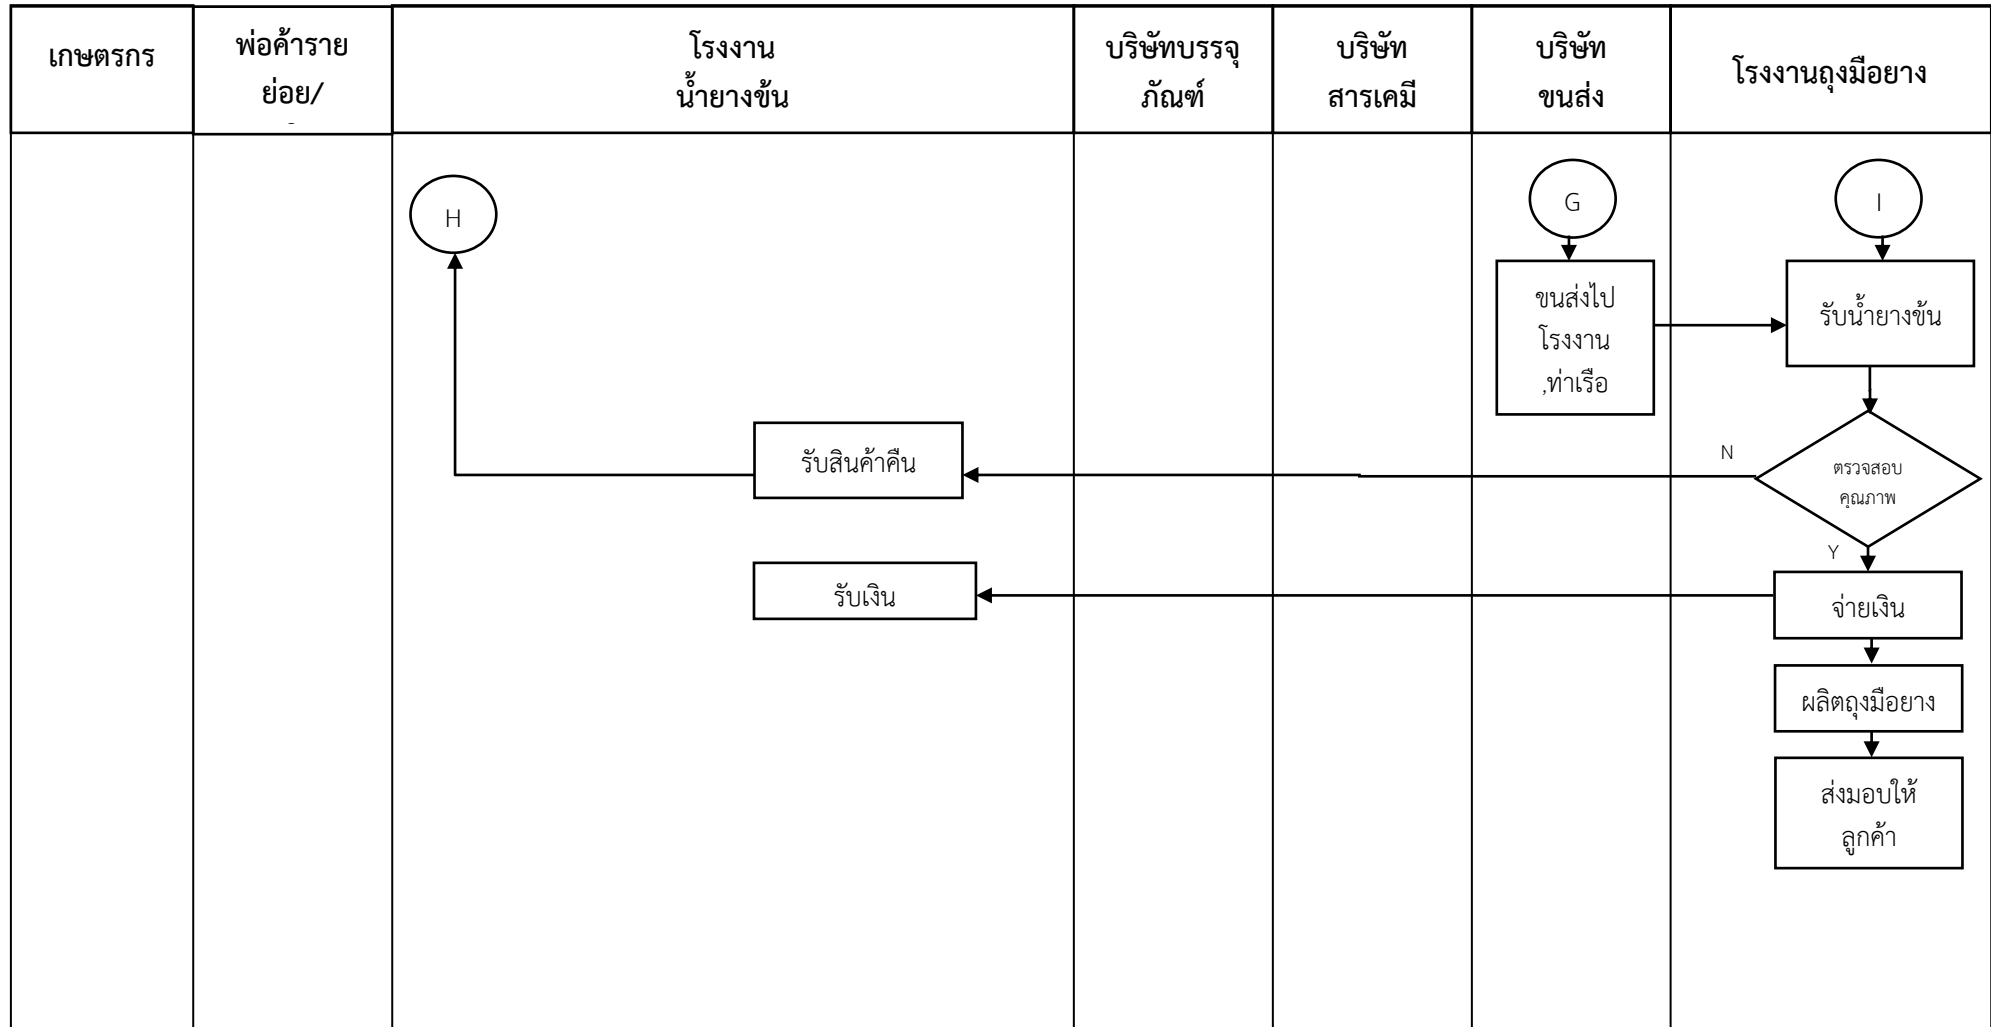 เกษตรกร
พ่อค้าราย
ย่อย/
โรงงาน
น้ำยางข้น
บริษัทบรรจุ
ภัณฑ์
บริษัท
สารเคมี
บริษัท
ขนส่ง
โรงงานถุงมือยาง
H
G
I
ขนส่งไป
โรงงาน
,ท่าเรือ
รับน้ำยางข้น
รับสินค้าคืน
N
ตรวจสอบ
คุณภาพ
Y
รับเงิน
จ่ายเงิน
ผลิตถุงมือยาง
ส่งมอบให้
ลูกค้า